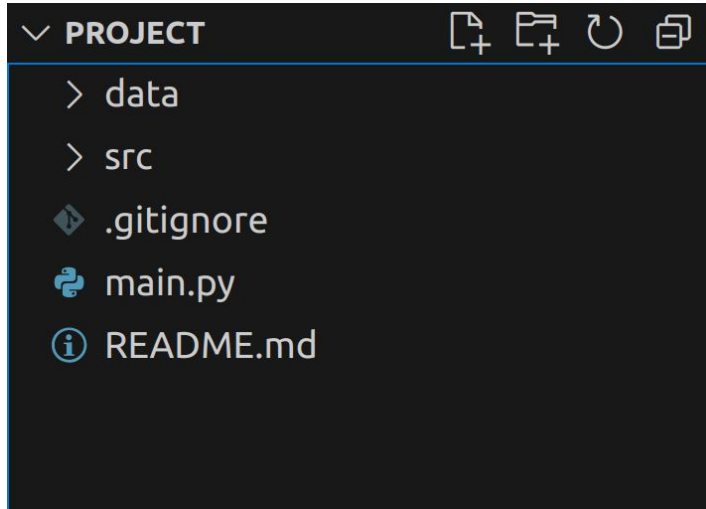 PROJECT
data
src
.gitignore
main.py
README.md